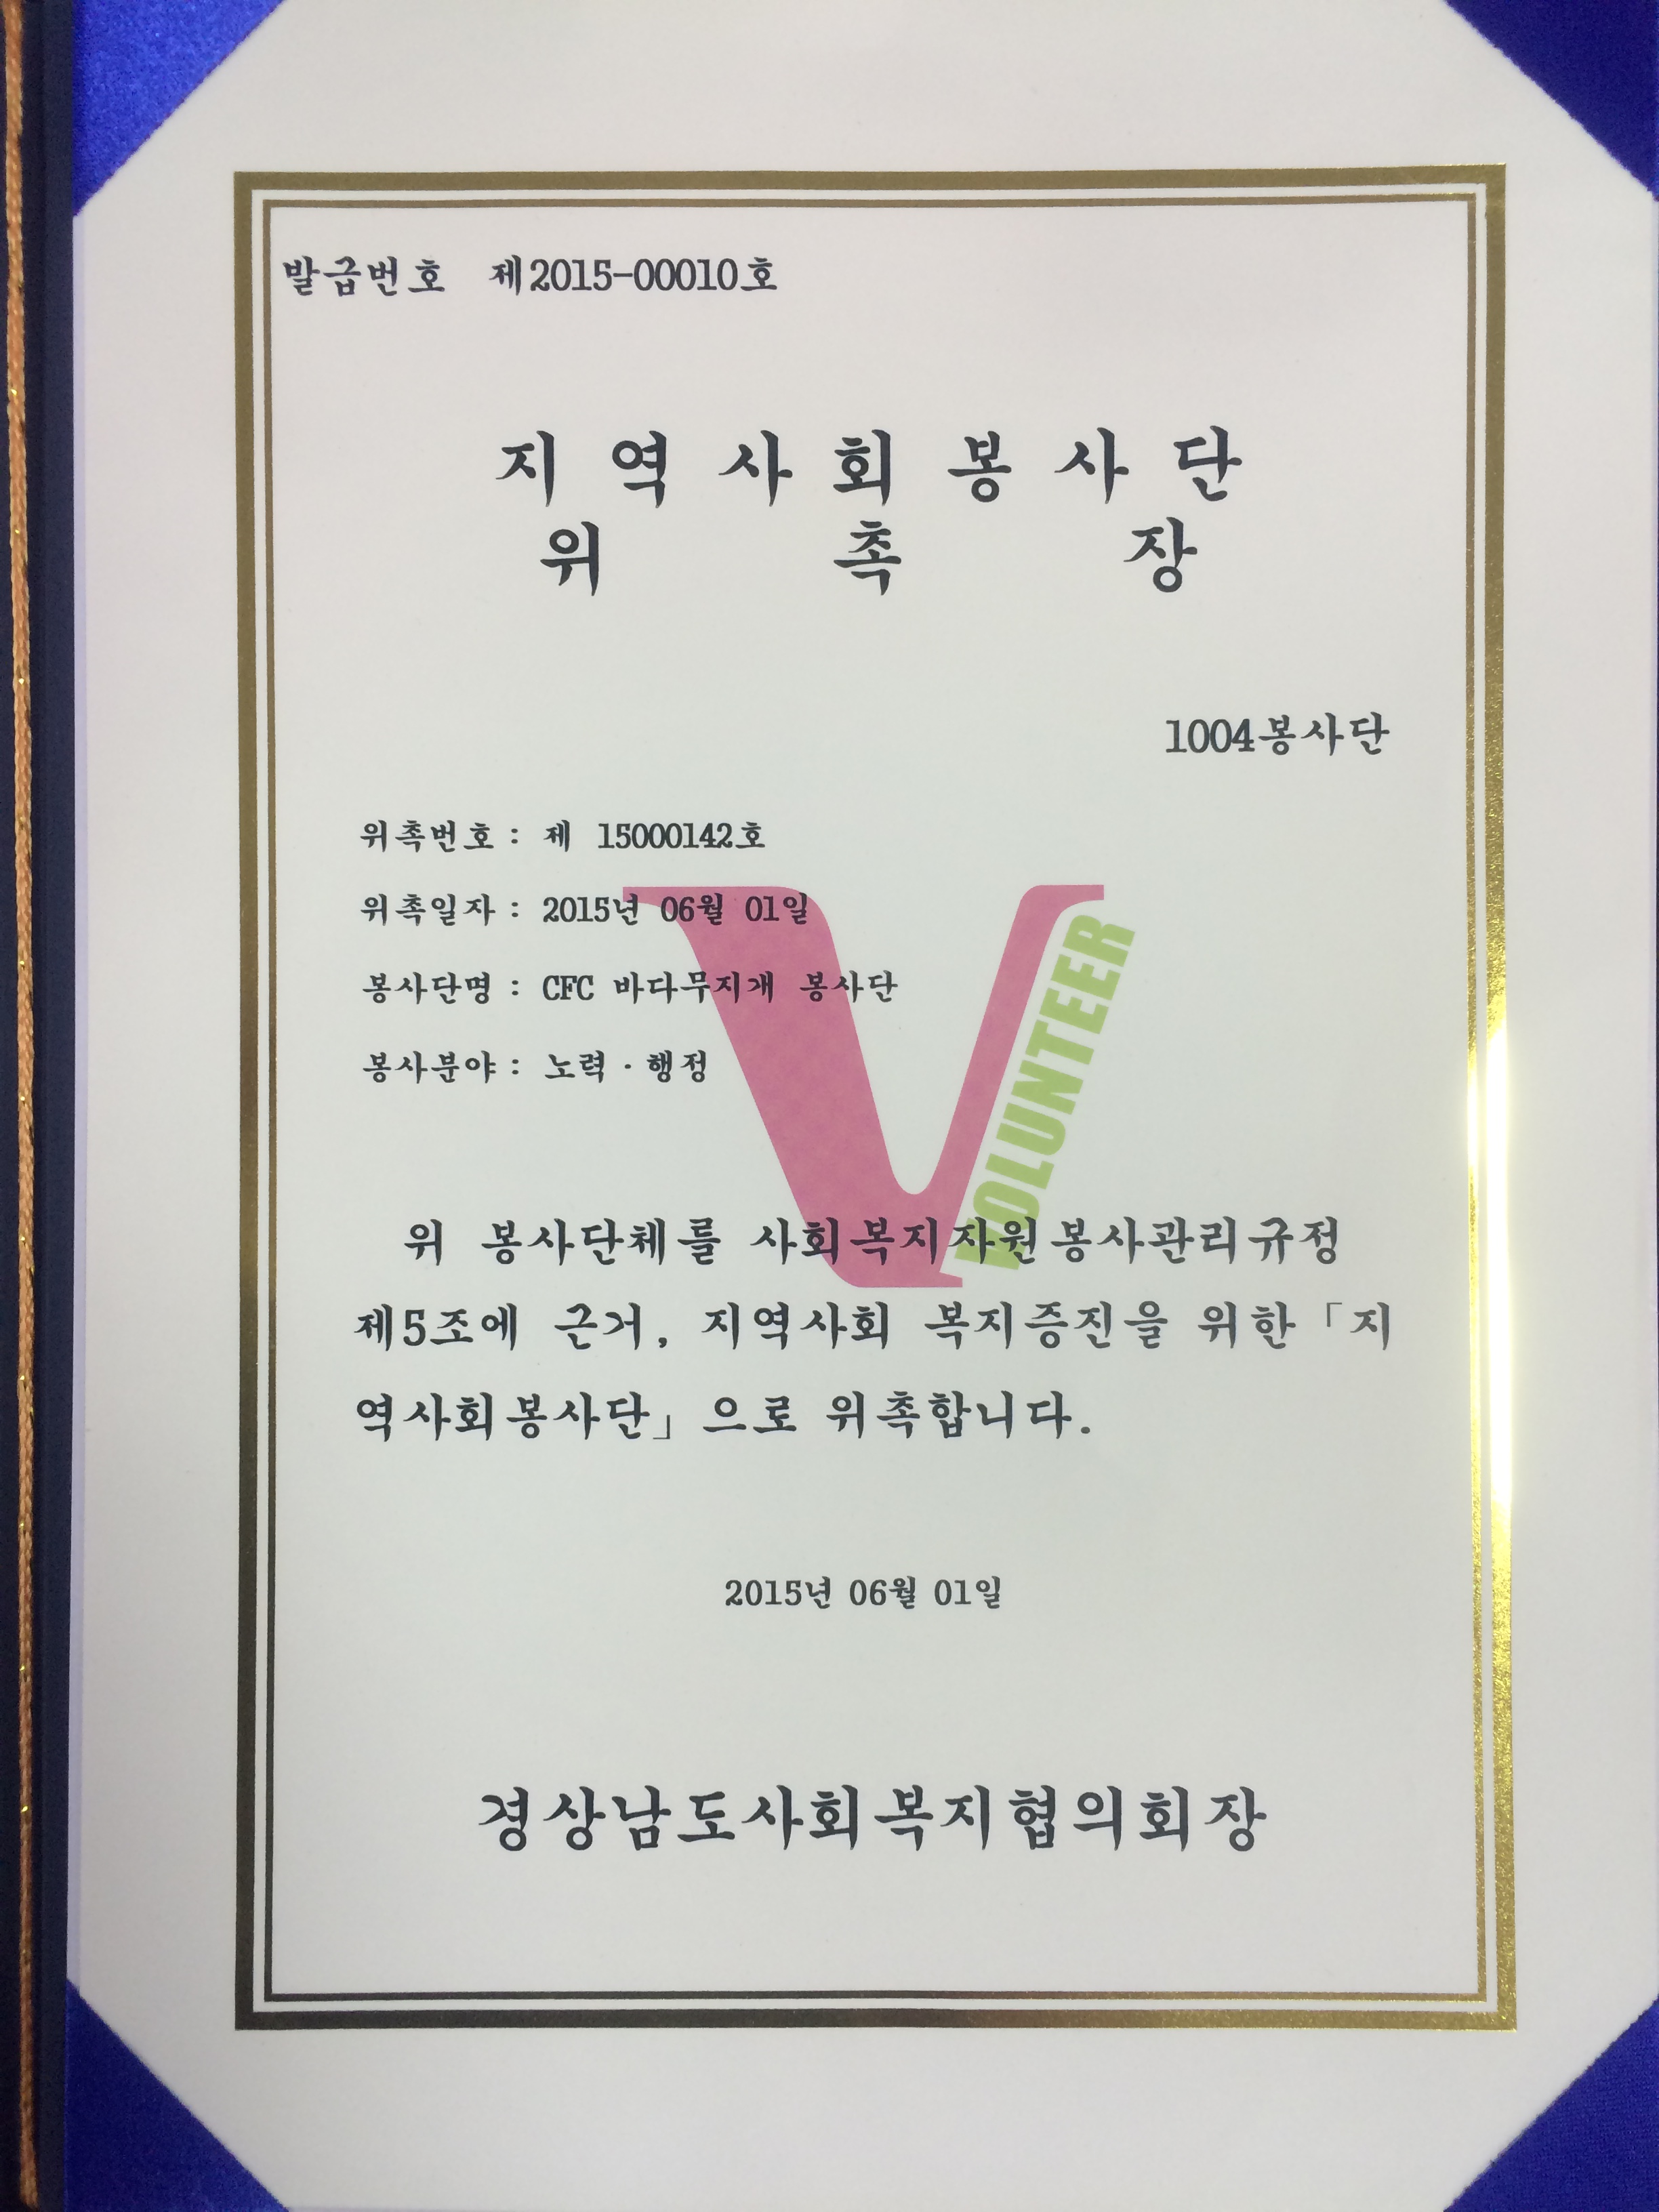 발급번호 제2015-00010호
지역사회봉사단
위촉장
1004봉사단
위촉번호 : 제 15000142호
위촉일자 : 2015년 06월 01일
봉사단명 : CFC 바다무지개 봉사단
봉사분야 : 노력·행정
VOLUNTEER
위 봉사단체를 사회복지자원봉사관리규정
제5조에 근거, 지역사회 복지증진을 위한「지
역사회봉사단」으로 위촉합니다.
2015년 06월 01일
경상남도사회복지협의회장